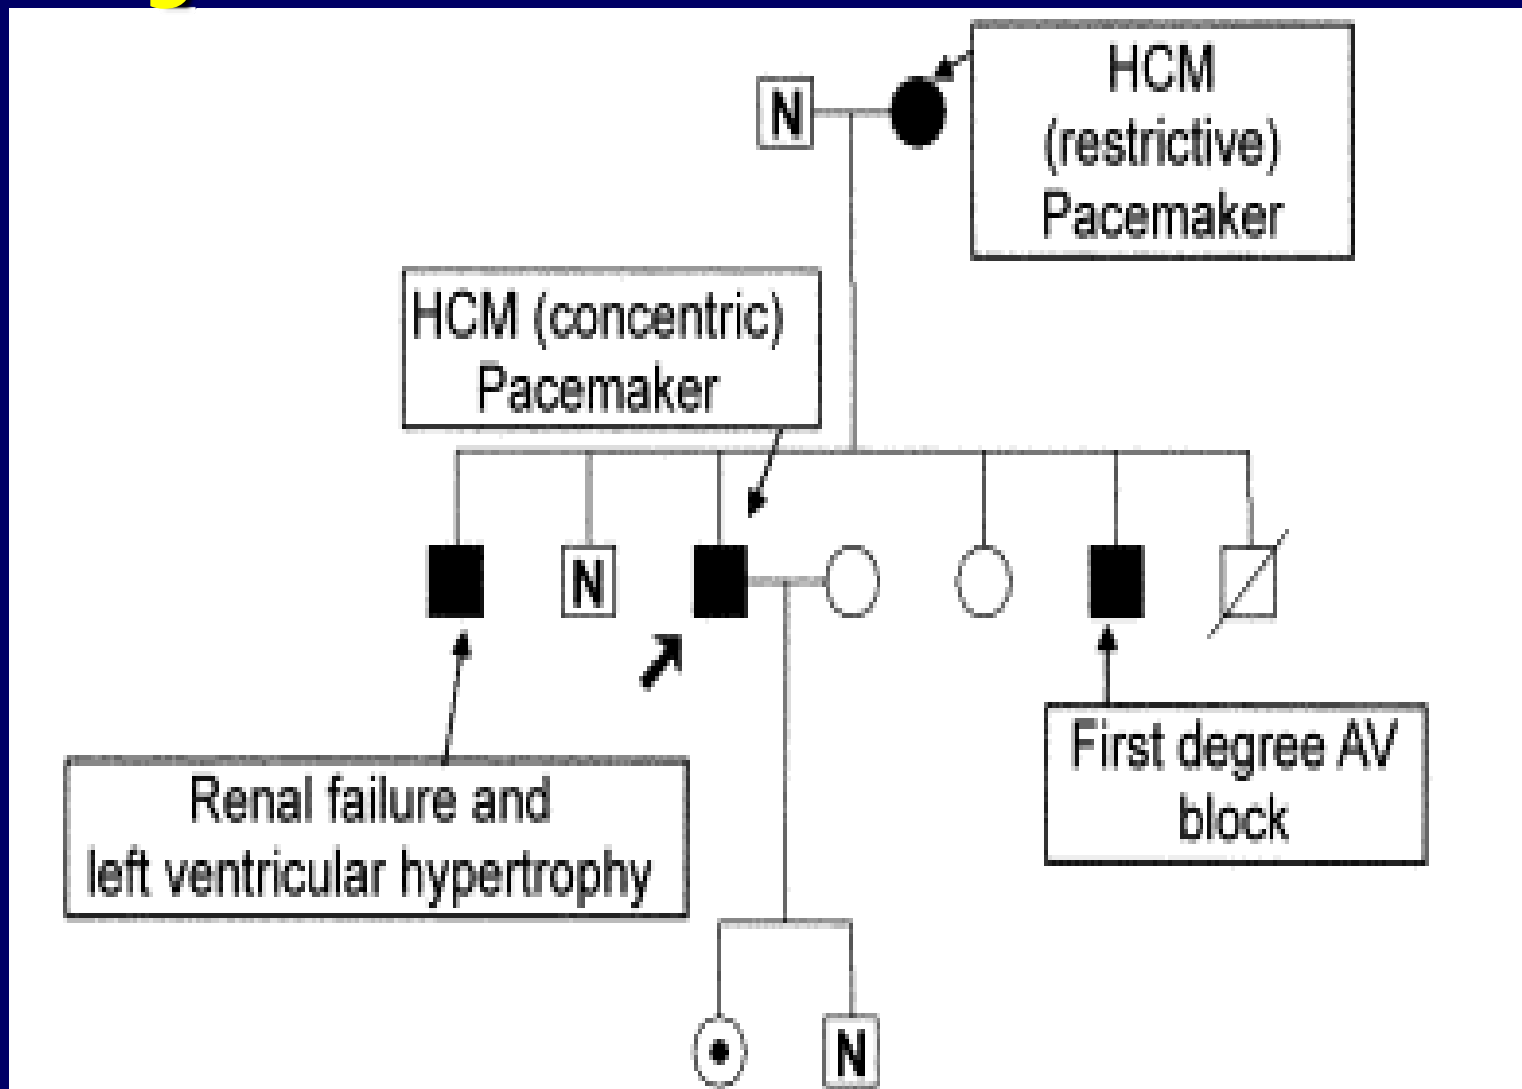 N
HCM
(restrictive)
Pacemaker
HCM (concentric)
Pacemaker
N
Renal failure and
left ventricular hypertrophy
First degree AV
block
N